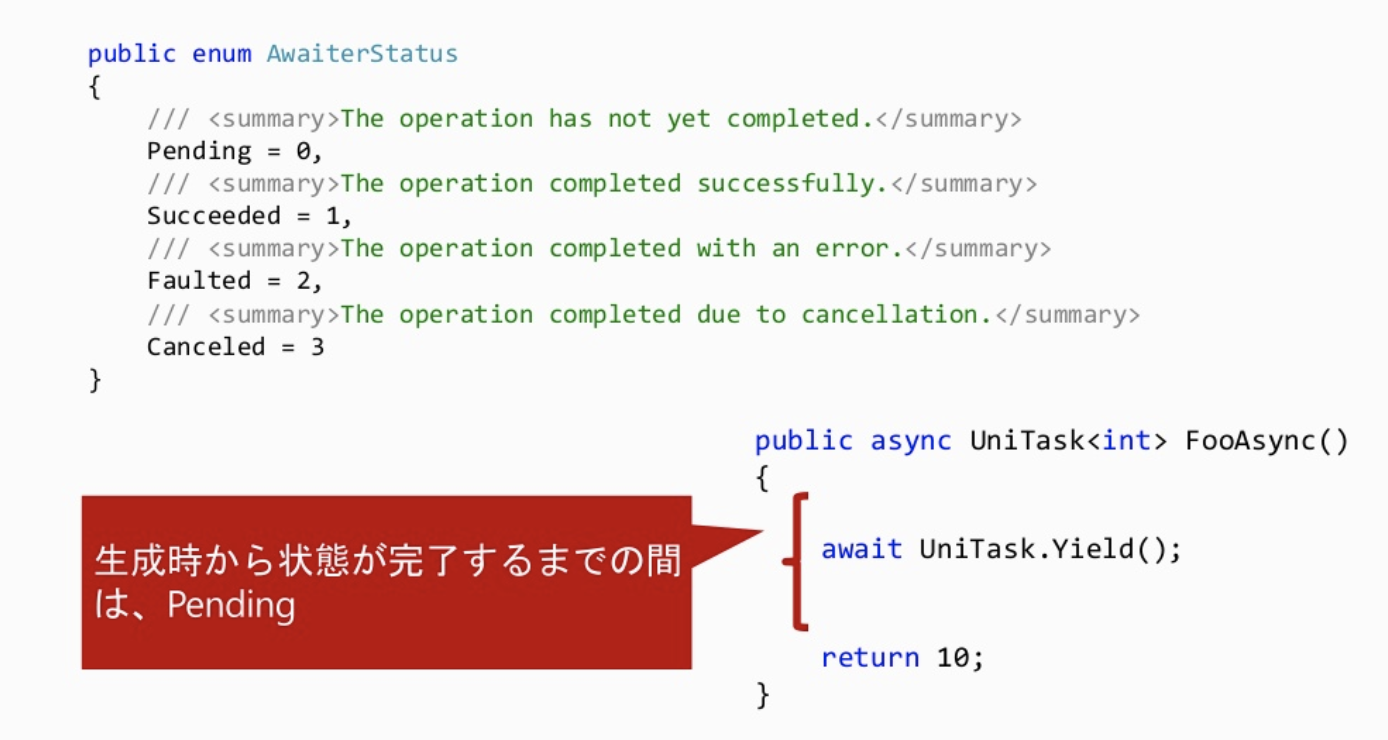 public enum AwaiterStatus
{
/// <summary>The operation has not yet completed.</summary>
Pending = 0,
/// <summary>The operation completed successfully.</summary>
Succeeded = 1,
/// <summary>The operation completed with an error.</summary>
Faulted = 2,
/// <summary>The operation completed due to cancellation.</summary>
Canceled = 3
}
public async UniTask<int> FooAsync()
{
await UniTask.Yield();
return 10;
}
生成時から状態が完了するまでの間
は、Pending